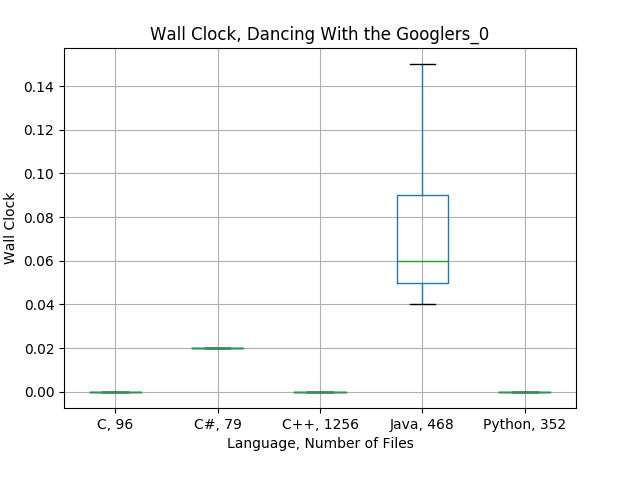 Wall Clock, Dancing With the Googlers_0
0.14
0.12
0.10
0.08
0.06
0.04
0.02
0.00
Wall Clock
C, 96 C#, 79 C++, 1256 Java, 468 Python, 352
Language, Number of Files